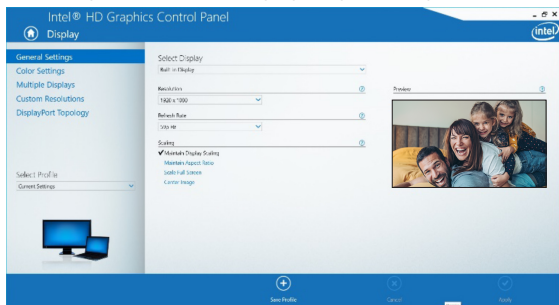 Intel® HD Graphics Control Panel
Display
intel
General Settings
Color Settings
Multiple Displays
Custom Resolutions
DisplayPort Topology
Select Profile
Current Settings
Select Display
Built-in Display
Resolution
1920 x 1080
Refresh Rate
Hz
Scaling
Maintain Display Scaling
Maintain Aspect Ratio
Scale Full Screen
Center Image
Preview
Save Profile
Cancel
Apply